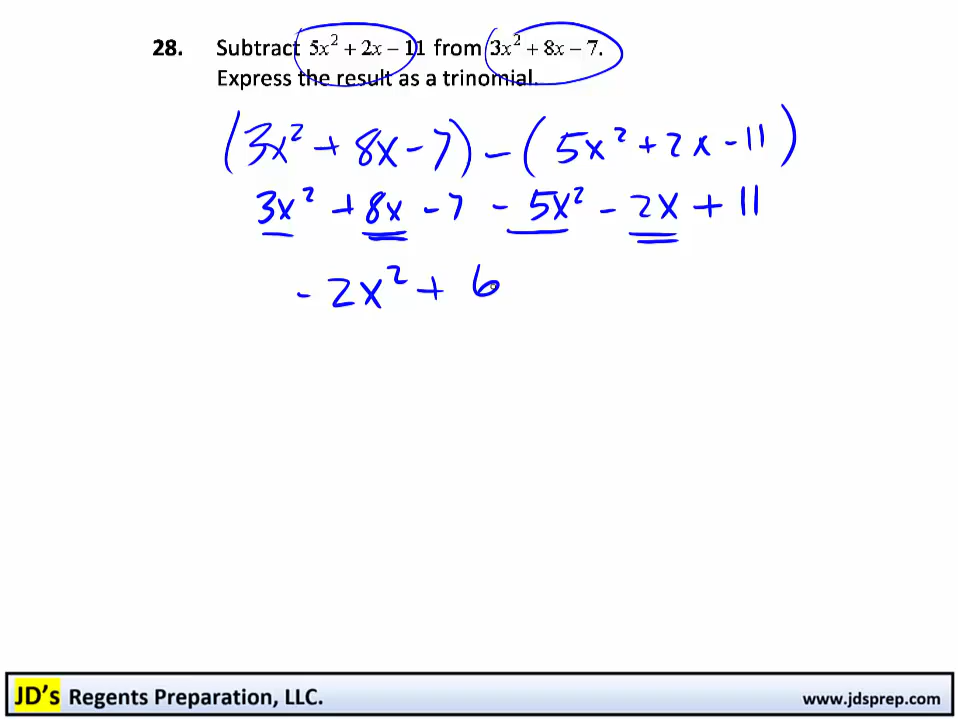 28. Subtract 5x² + 2x − 11 from 3x² + 8x − 7.
Express the result as a trinomial.
(3x² + 8x - 7) - (5x² + 2x - 11)
3x² + 8x - 7 - 5x² - 2x + 11
- 2x² + 6
JD's Regents Preparation, LLC.
www.jdsprep.com